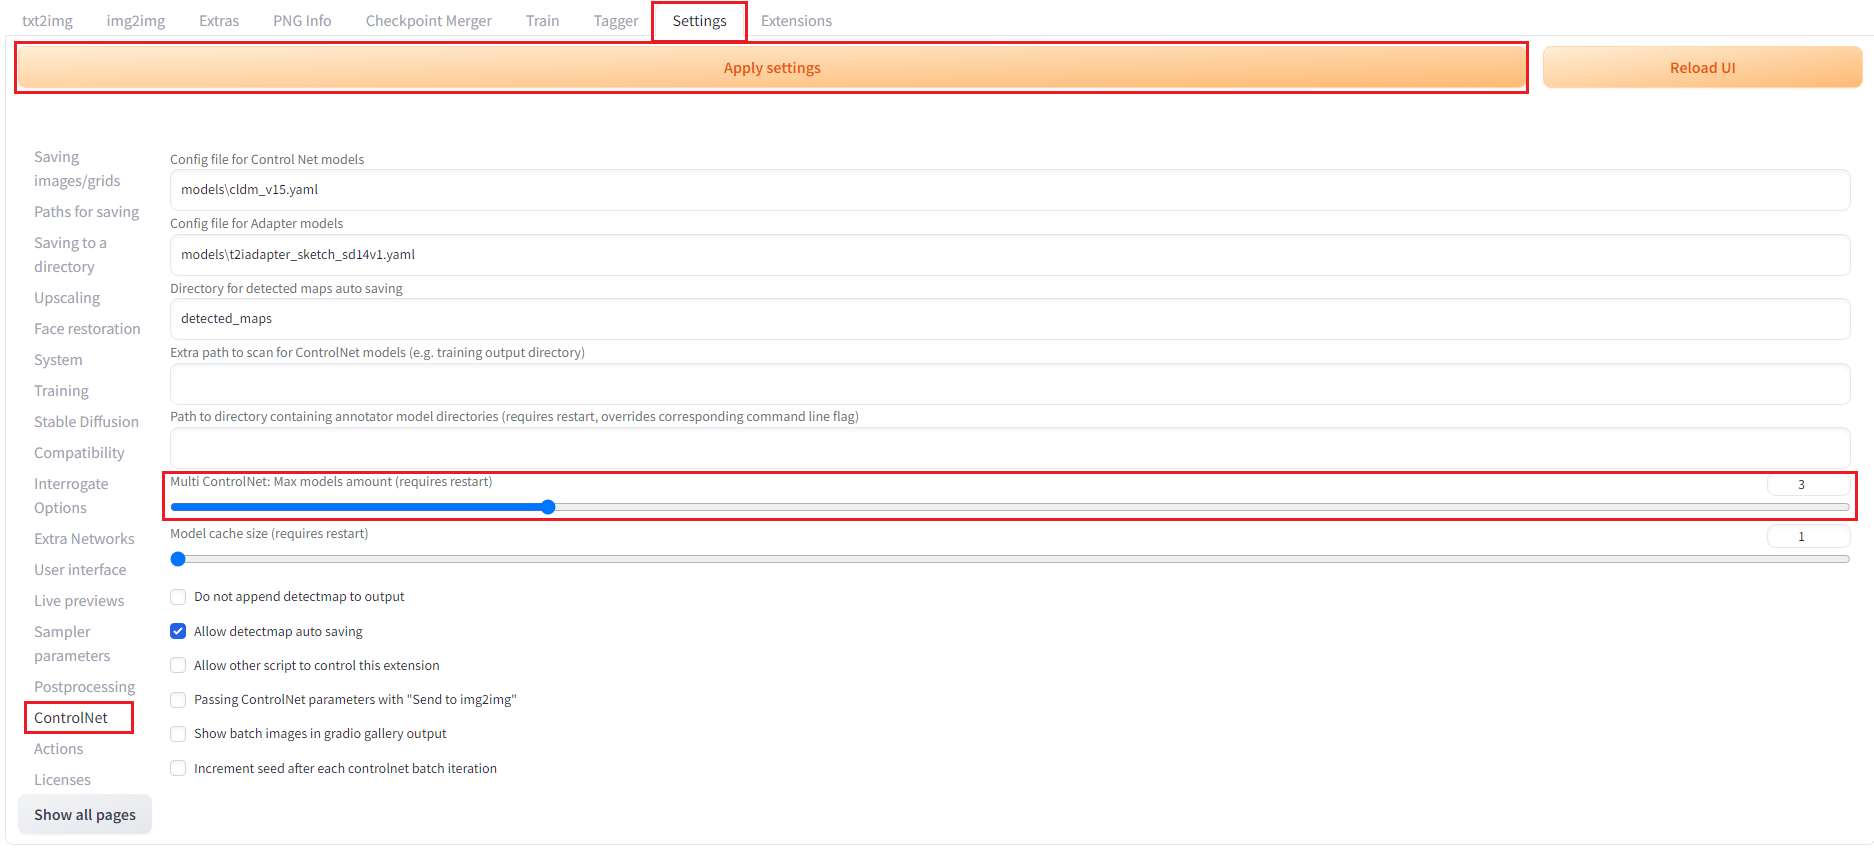 txt2img img2img Extras PNG Info Checkpoint Merger Train Tagger Settings Extensions
Apply settings Reload UI
Saving
images/grids
Paths for saving
Saving to a
directory
Upscaling
Face restoration
System
Training
Stable Diffusion
Compatibility
Interrogate
Options
Extra Networks
User interface
Live previews
Sampler
parameters
Postprocessing
ControlNet
Actions
Licenses
Show all pages
Config file for Control Net models
models\cldm_v15.yaml
Config file for Adapter models
models\t2iadapter_sketch_sd14v1.yaml
Directory for detected maps auto saving
detected_maps
Extra path to scan for ControlNet models (e.g. training output directory)
Path to directory containing annotator model directories (requires restart, overrides corresponding command line flag)
Multi ControlNet: Max models amount (requires restart) 3
Model cache size (requires restart) 1
Do not append detectmap to output
Allow detectmap auto saving
Allow other script to control this extension
Passing ControlNet parameters with "Send to img2img"
Show batch images in gradio gallery output
Increment seed after each controlnet batch iteration